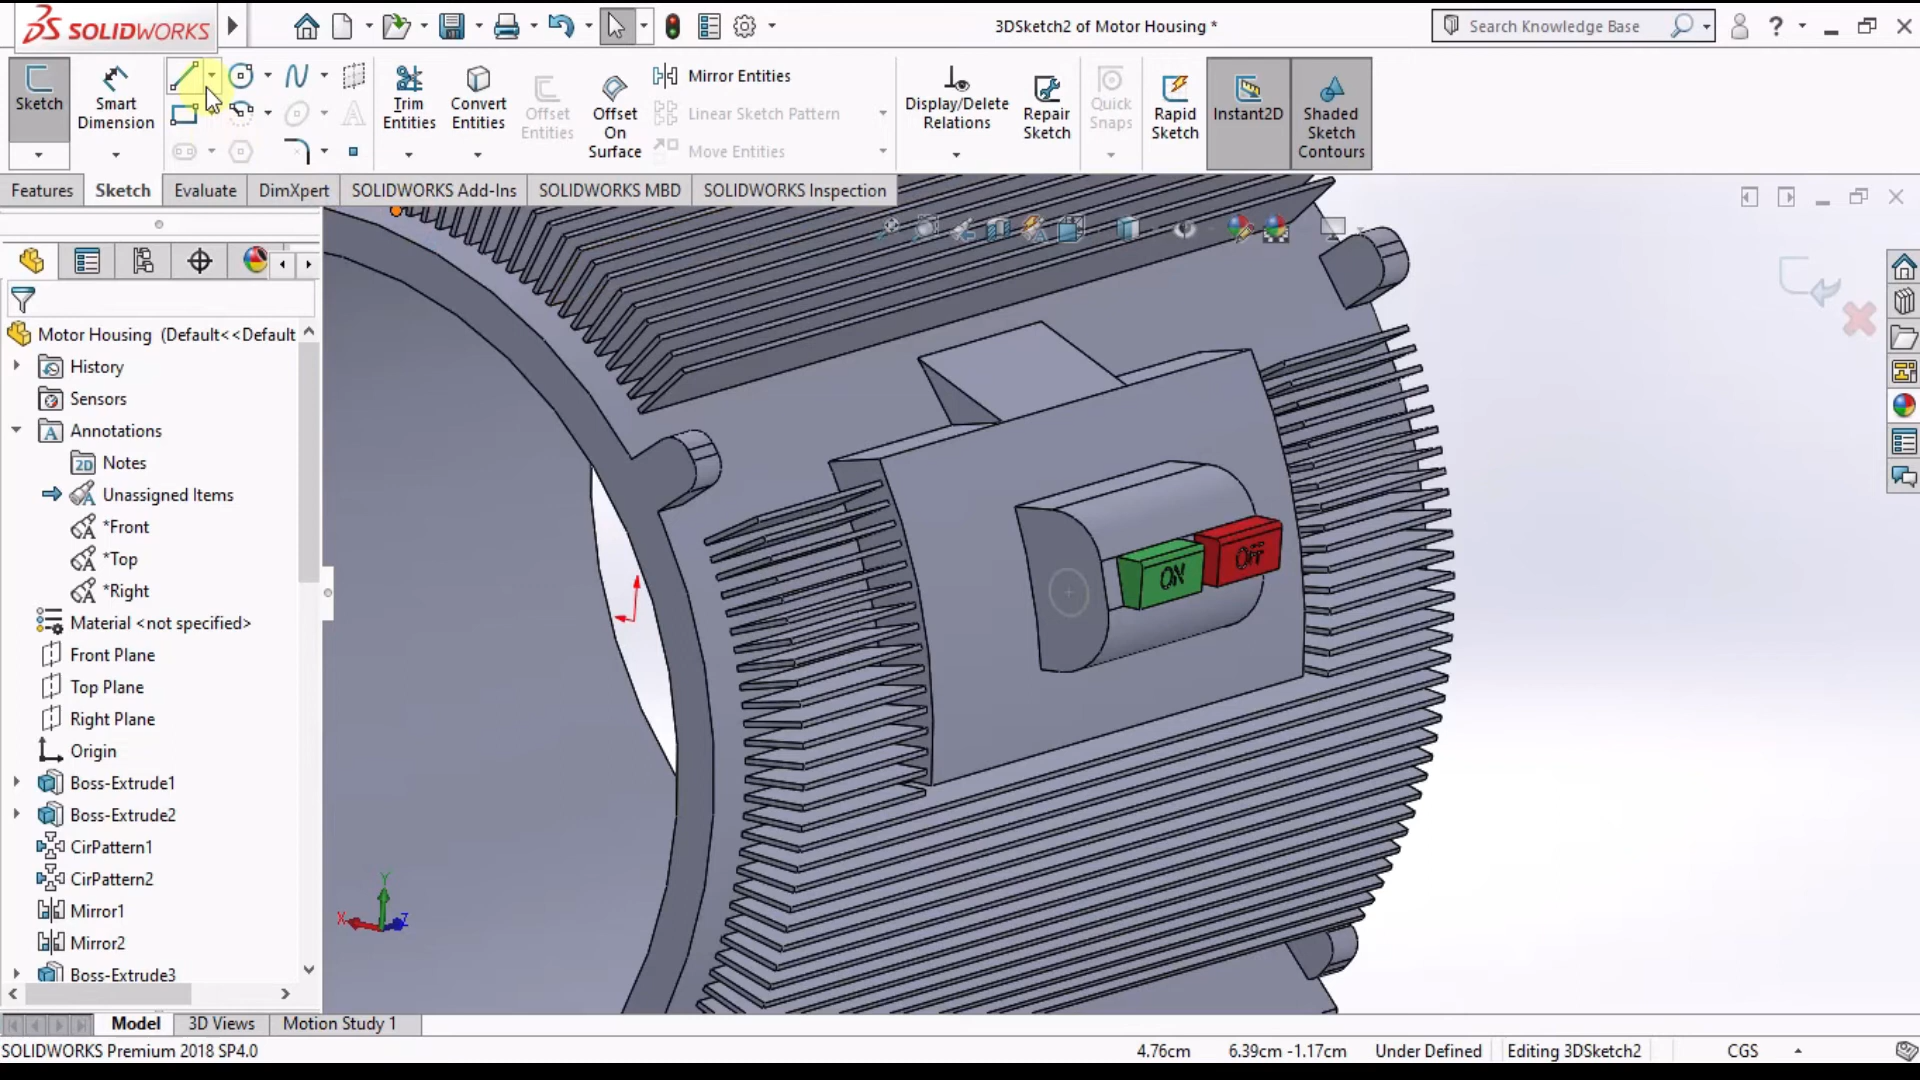 SOLIDWORKS
3DSketch2 of Motor Housing *
Search Knowledge Base
?
Sketch
Smart
Dimension
Trim
Entities
Convert
Entities
Offset
Entities
Offset
On
Surface
Mirror Entities
Linear Sketch Pattern
Move Entities
Display/Delete
Relations
Repair
Sketch
Quick
Snaps
Rapid
Sketch
Instant2D
Shaded
Sketch
Contours
Features
Sketch
Evaluate
DimXpert
SOLIDWORKS Add-Ins
SOLIDWORKS MBD
SOLIDWORKS Inspection
Motor Housing (Default<<Default
History
Sensors
Annotations
Notes
Unassigned Items
*Front
*Top
*Right
Material <not specified>
Front Plane
Top Plane
Right Plane
Origin
Boss-Extrude1
Boss-Extrude2
CirPattern1
CirPattern2
Mirror1
Mirror2
Boss-Extrude3
ON
OFF
Y
X
Z
Model
3D Views
Motion Study 1
SOLIDWORKS Premium 2018 SP4.0
4.76cm
6.39cm -1.17cm
Under Defined
Editing 3DSketch2
CGS